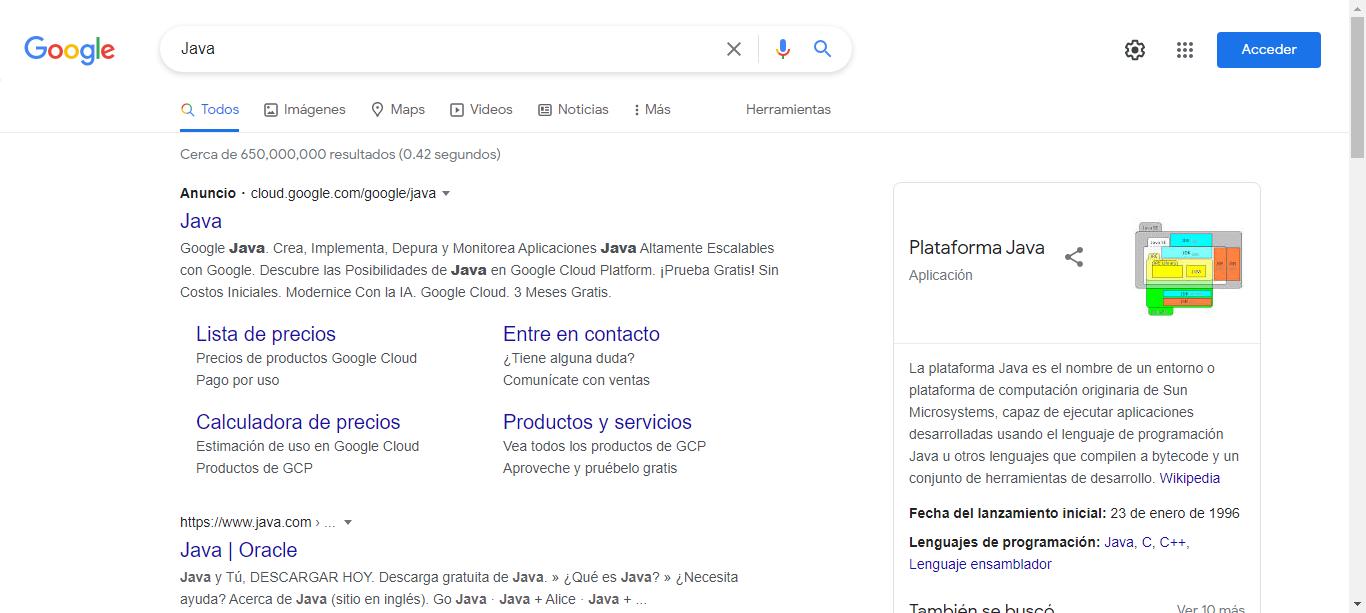 Google
Java
Acceder
Todos Imágenes Maps Videos Noticias Más Herramientas
Cerca de 650,000,000 resultados (0.42 segundos)
Anuncio · cloud.google.com/google/java
Java
Google Java. Crea, Implementa, Depura y Monitorea Aplicaciones Java Altamente Escalables
con Google. Descubre las Posibilidades de Java en Google Cloud Platform. ¡Prueba Gratis! Sin
Costos Iniciales. Modernice Con la IA. Google Cloud. 3 Meses Gratis.
Lista de precios
Precios de productos Google Cloud
Pago por uso
Entre en contacto
¿Tiene alguna duda?
Comunícate con ventas
Calculadora de precios
Estimación de uso en Google Cloud
Productos de GCP
Productos y servicios
Vea todos los productos de GCP
Aproveche y pruébelo gratis
https://www.java.com › ...
Java | Oracle
Java y Tú, DESCARGAR HOY. Descarga gratuita de Java. » ¿Qué es Java? » ¿Necesita
ayuda? Acerca de Java (sitio en inglés). Go Java · Java + Alice · Java + ...
Plataforma Java
Aplicación
La plataforma Java es el nombre de un entorno o
plataforma de computación originaria de Sun
Microsystems, capaz de ejecutar aplicaciones
desarrolladas usando el lenguaje de programación
Java u otros lenguajes que compilen a bytecode y un
conjunto de herramientas de desarrollo. Wikipedia
Fecha del lanzamiento inicial: 23 de enero de 1996
Lenguajes de programación: Java, C, C++,
Lenguaje ensamblador
También se buscó
Ver 10 más